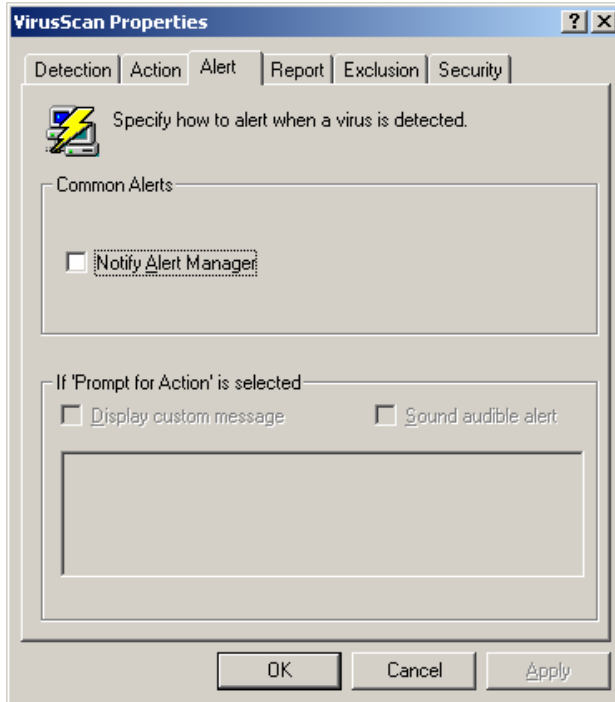 VirusScan Properties ? X
Detection Action Alert Report Exclusion Security
Specify how to alert when a virus is detected.
Common Alerts
Notify Alert Manager
If 'Prompt for Action' is selected
Display custom message Sound audible alert
OK Cancel Apply